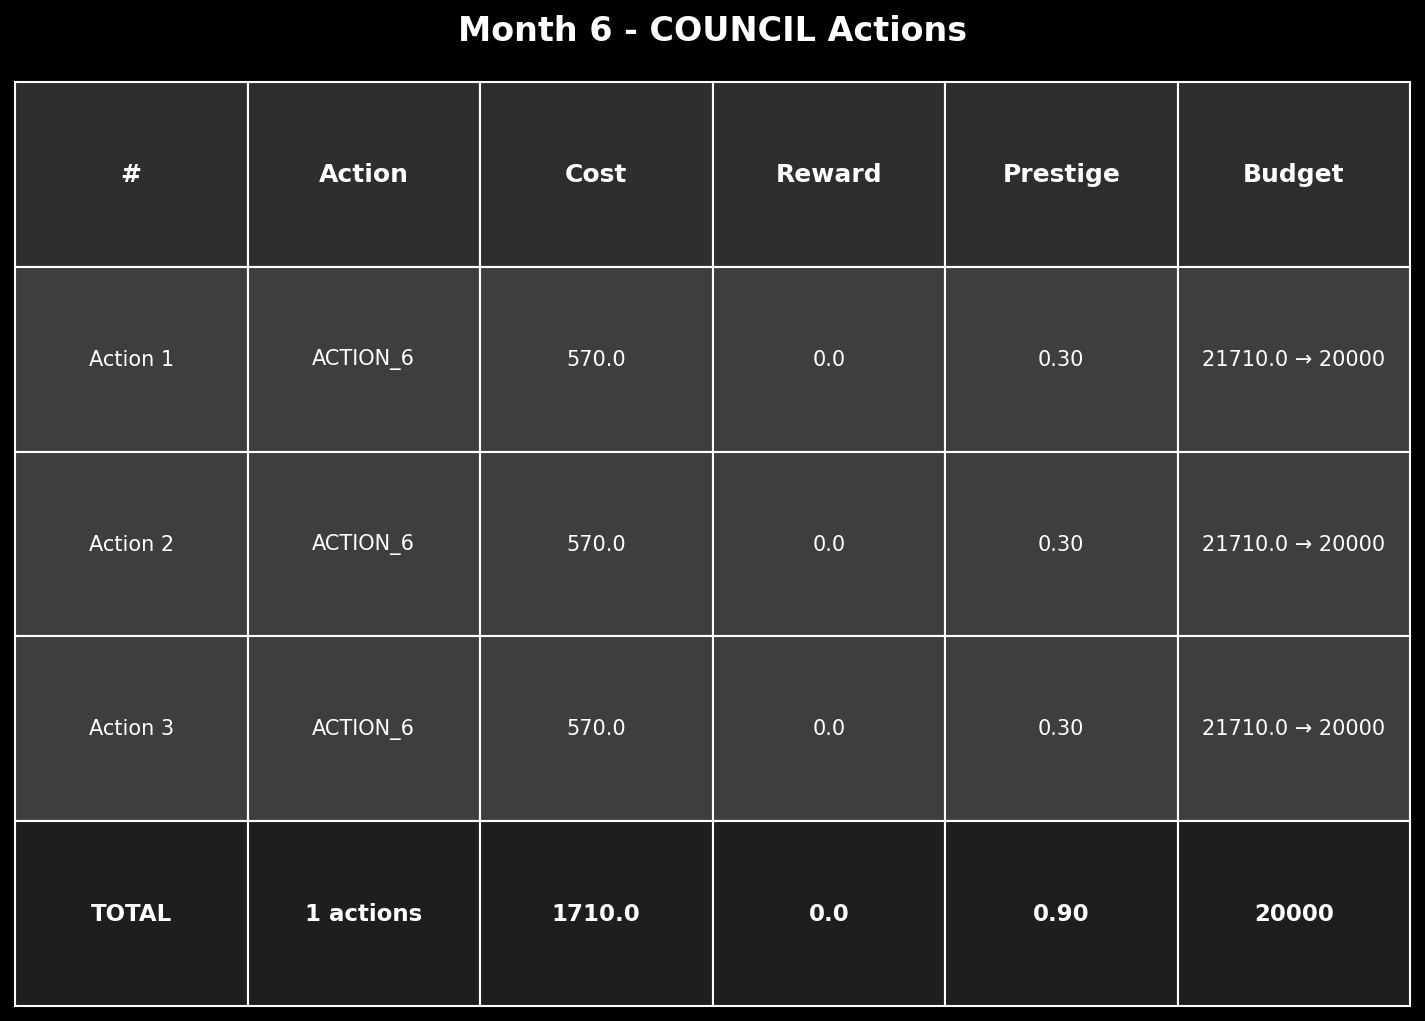 Month 6 - COUNCIL Actions
# Action Cost Reward Prestige Budget
Action 1 ACTION_6 570.0 0.0 0.30 21710.0 → 20000
Action 2 ACTION_6 570.0 0.0 0.30 21710.0 → 20000
Action 3 ACTION_6 570.0 0.0 0.30 21710.0 → 20000
TOTAL 1 actions 1710.0 0.0 0.90 20000